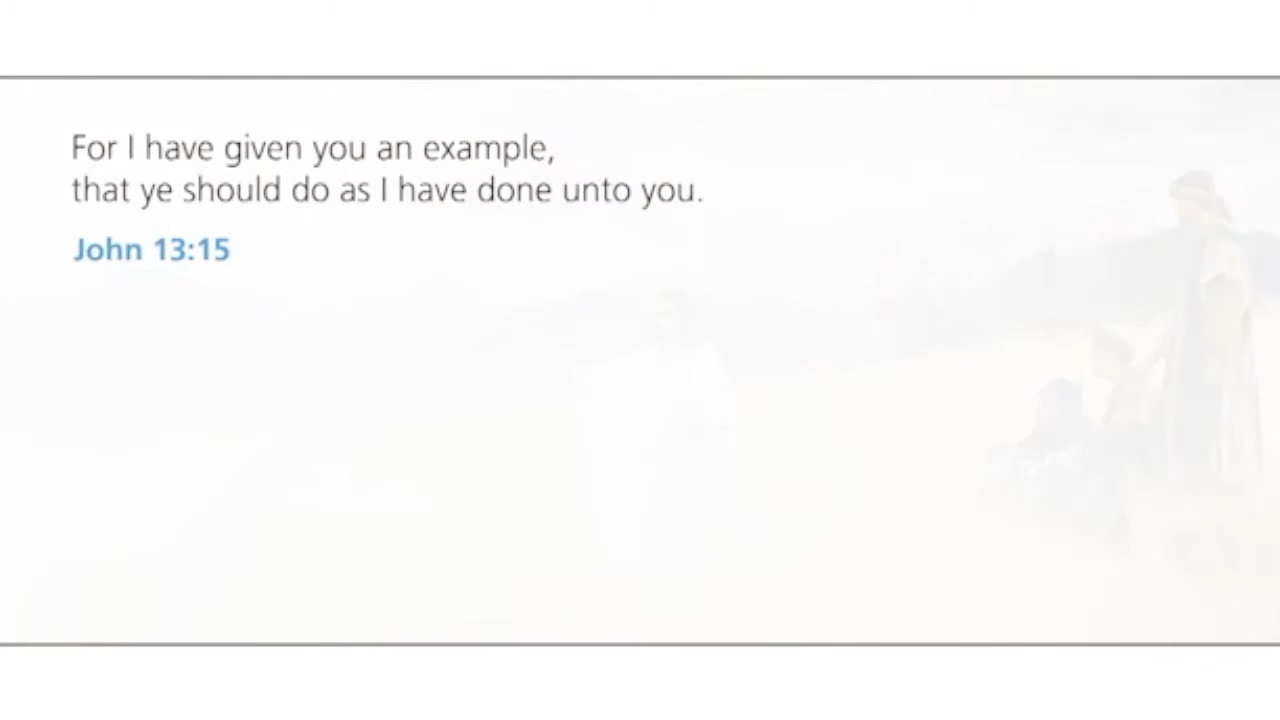 For I have given you an example,
that ye should do as I have done unto you.
John 13:15